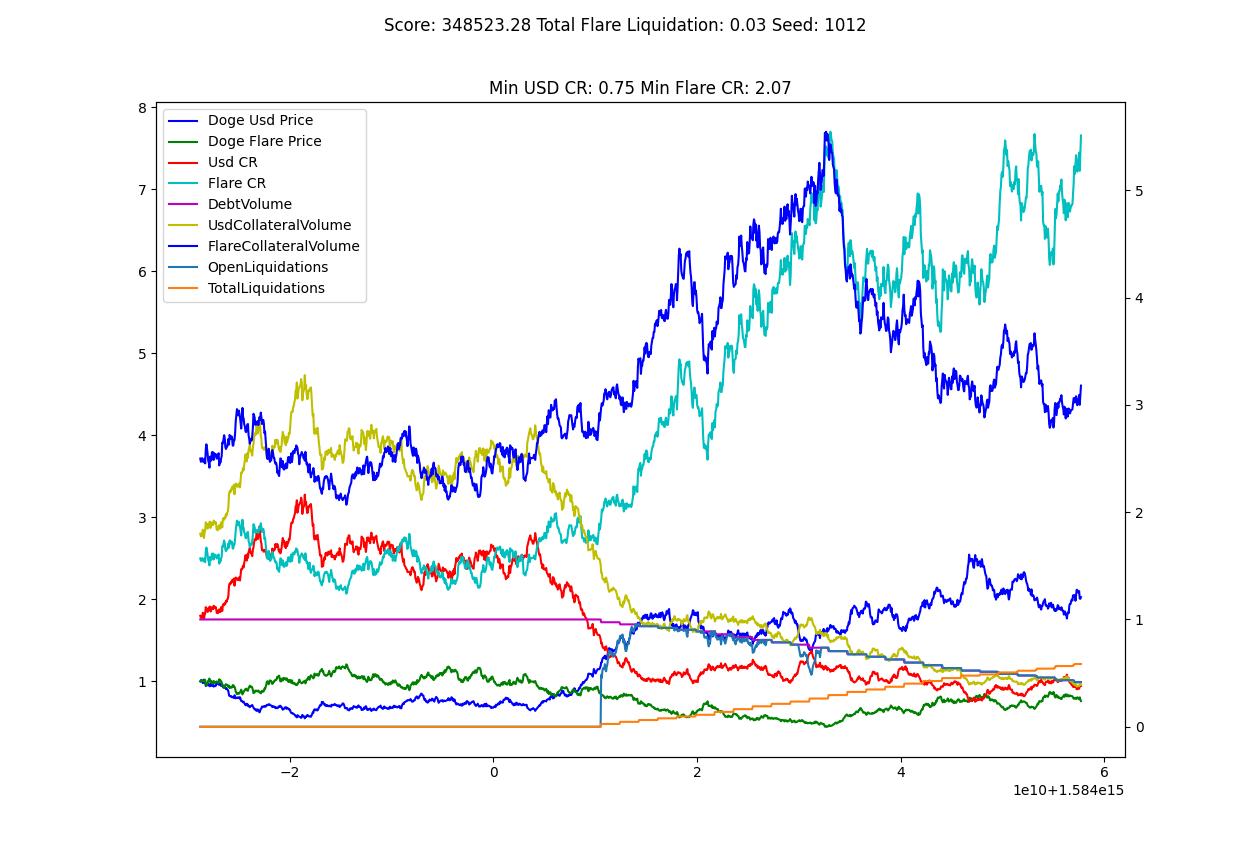 Score: 348523.28 Total Flare Liquidation: 0.03 Seed: 1012
Min USD CR: 0.75 Min Flare CR: 2.07
Doge Usd Price
Doge Flare Price
Usd CR
Flare CR
DebtVolume
UsdCollateralVolume
FlareCollateralVolume
OpenLiquidations
TotalLiquidations
8
7
6
5
4
3
2
1
5
4
3
2
1
0
−2
0
2
4
6
1e10+1.584e15